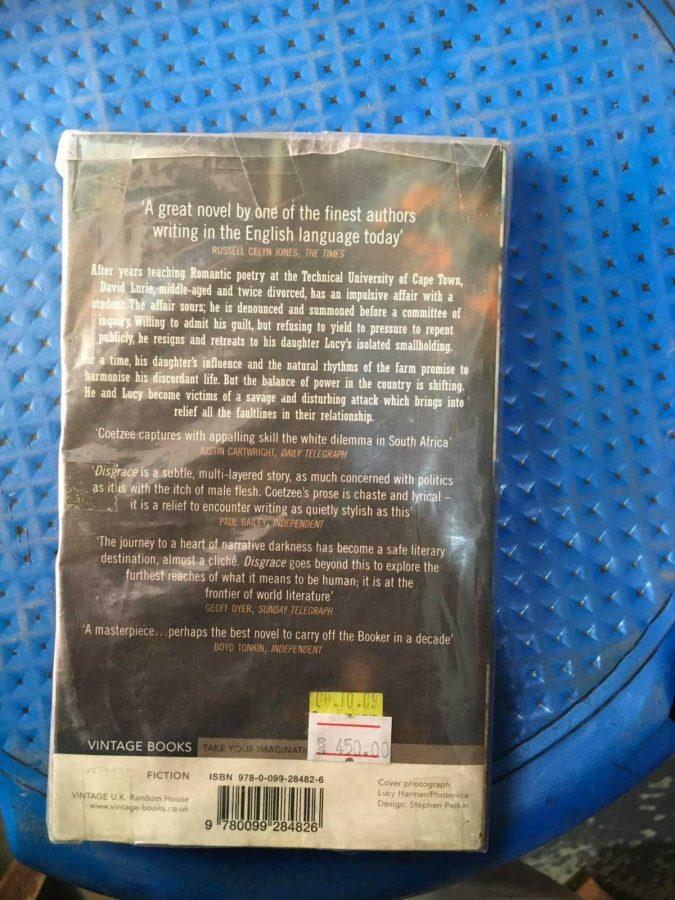 'A great novel by one of the finest authors
writing in the English language today'
RUSSELL CELYN JONES, THE TIMES
After years teaching Romantic poetry at the Technical University of Cape Town,
David Lurie, middle-aged and twice divorced, has an impulsive affair with a
student. The affair sours; he is denounced and summoned before a committee of
inquiry. Willing to admit his guilt, but refusing to yield to pressure to repent
publicly, he resigns and retreats to his daughter Lucy's isolated smallholding.
For a time, his daughter's influence and the natural rhythms of the farm promise to
harmonise his discordant life. But the balance of power in the country is shifting.
He and Lucy become victims of a savage and disturbing attack which brings into
relief all the faultlines in their relationship.
'Coetzee captures with appalling skill the white dilemma in South Africa'
JUSTIN CARTWRIGHT, DAILY TELEGRAPH
'Disgrace is a subtle, multi-layered story, as much concerned with politics
as it is with the itch of male flesh. Coetzee's prose is chaste and lyrical –
it is a relief to encounter writing as quietly stylish as this'
PAUL BAILEY, INDEPENDENT
'The journey to a heart of narrative darkness has become a safe literary
destination, almost a cliché. Disgrace goes beyond this to explore the
furthest reaches of what it means to be human; it is at the
frontier of world literature'
GEOFF DYER, SUNDAY TELEGRAPH
'A masterpiece...perhaps the best novel to carry off the Booker in a decade'
BOYD TONKIN, INDEPENDENT
450.00
VINTAGE BOOKS TAKE YOUR
FICTION
VINTAGE U.K. Random House
www.vintage-books.co.uk
ISBN 978-0-099-28482-6
9 780099 284826
Cover photograph:
Lucy Harmer/Photonica
Design: Stephen Parker